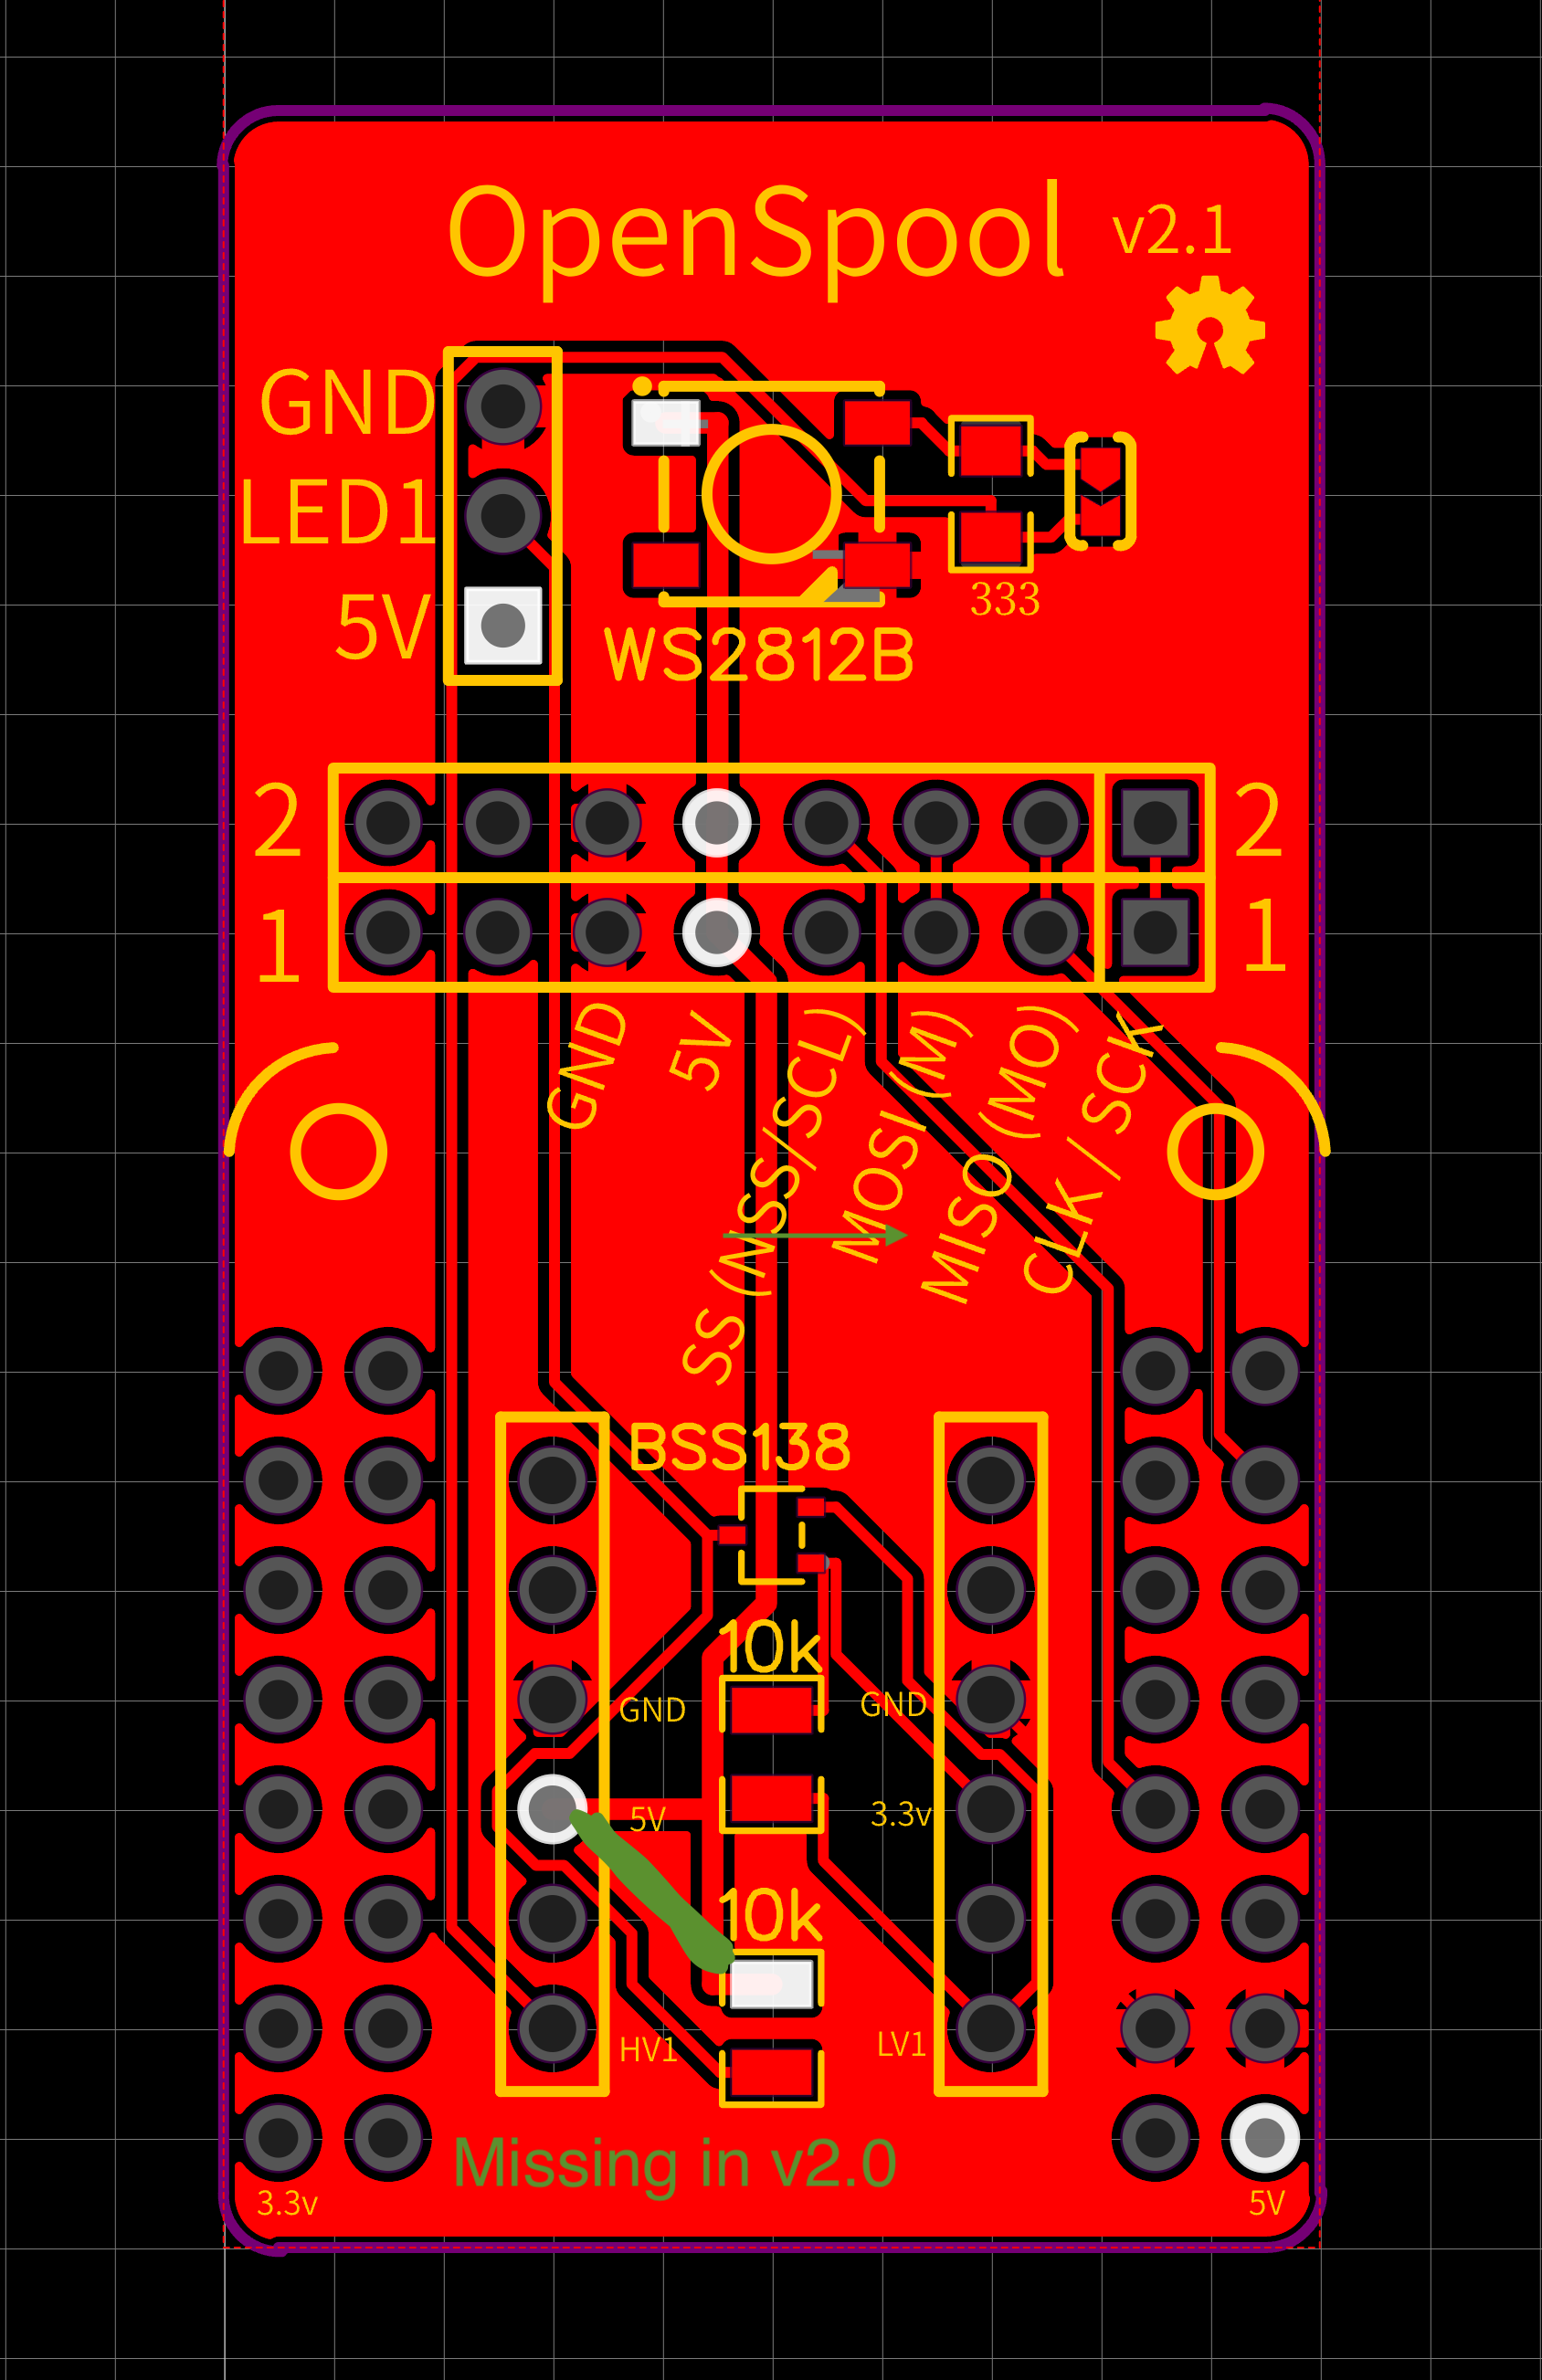 OpenSpool v2.1
GND
LED1
5V
333
WS2812B
2 2
1 1
GND
5V
SS (NSS/SCL)
MOSI (M)
MISO (MO)
CLK / SCK
BSS138
10k
GND GND
5V 3.3v
10k
HV1 LV1
Missing in v2.0
3.3v 5V